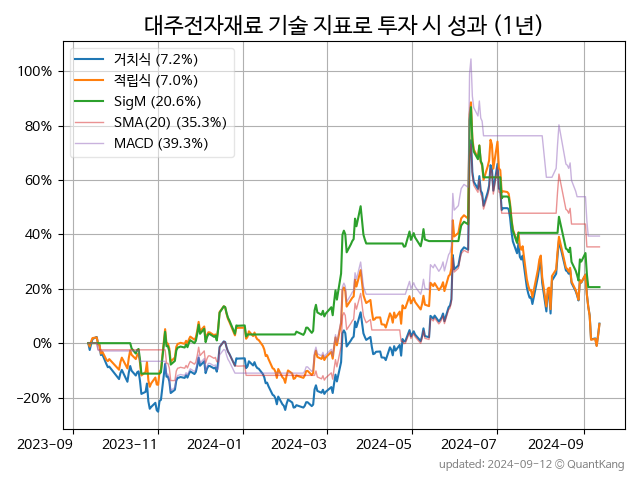 대주전자재료 기술 지표로 투자 시 성과 (1년)
거치식 (7.2%)
적립식 (7.0%)
SigM (20.6%)
SMA(20) (35.3%)
MACD (39.3%)
100%
80%
60%
40%
20%
0%
−20%
2023-09 2023-11 2024-01 2024-03 2024-05 2024-07 2024-09
updated: 2024-09-12 © QuantKang